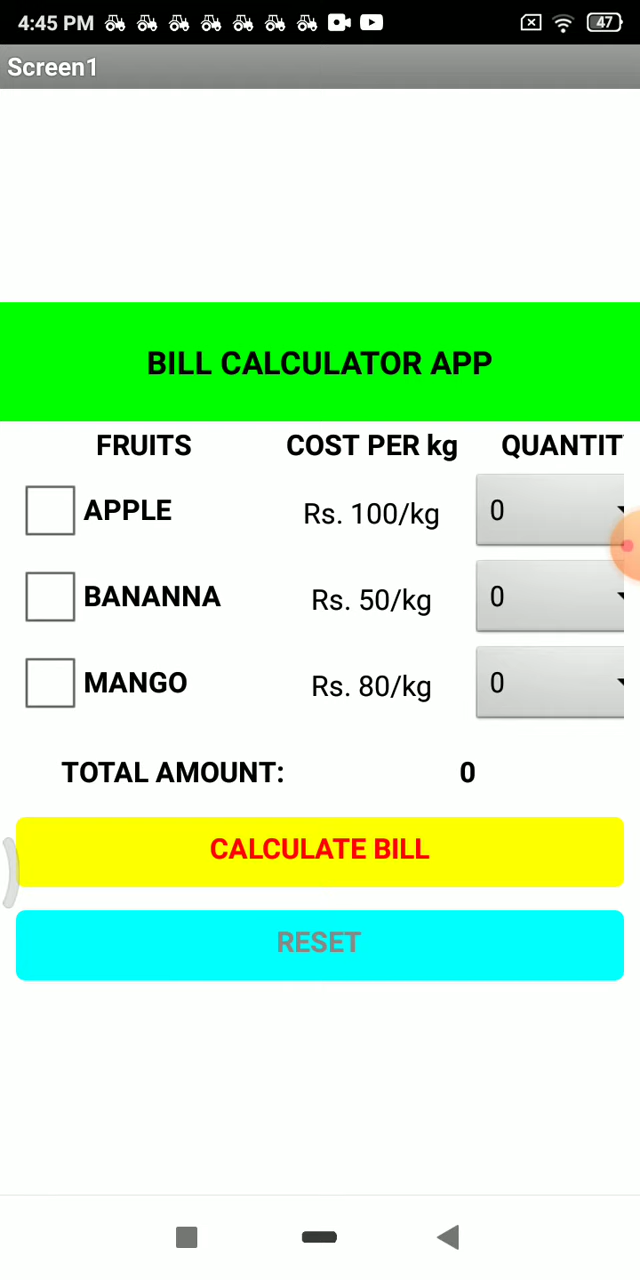 4:45 PM 47
Screen1
BILL CALCULATOR APP
FRUITS COST PER kg QUANTIT
APPLE Rs. 100/kg 0
BANANNA Rs. 50/kg 0
MANGO Rs. 80/kg 0
TOTAL AMOUNT: 0
CALCULATE BILL
RESET